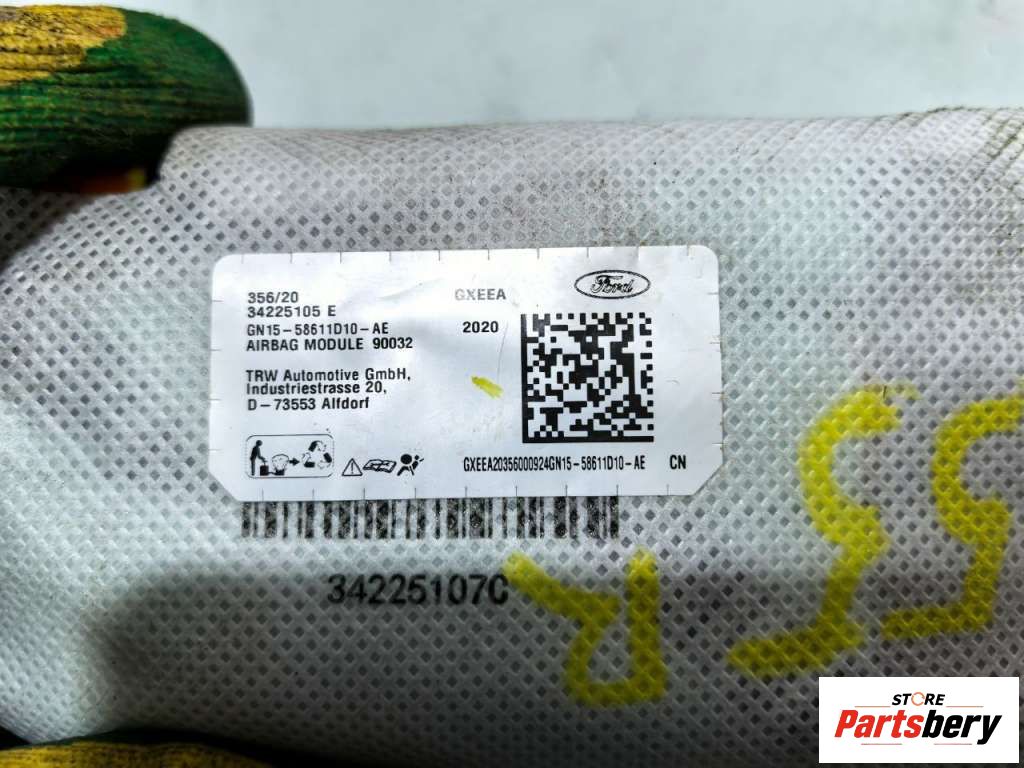 356/20
34225105 E
GN15-58611D10-AE
AIRBAG MODULE 90032
GXEEA
Ford
2020
TRW Automotive GmbH,
Industriestrasse 20,
D-73553 Alfdorf
GXEEA20356000924GN15-58611D10-AE CN
34225107C
STORE
Partsbery